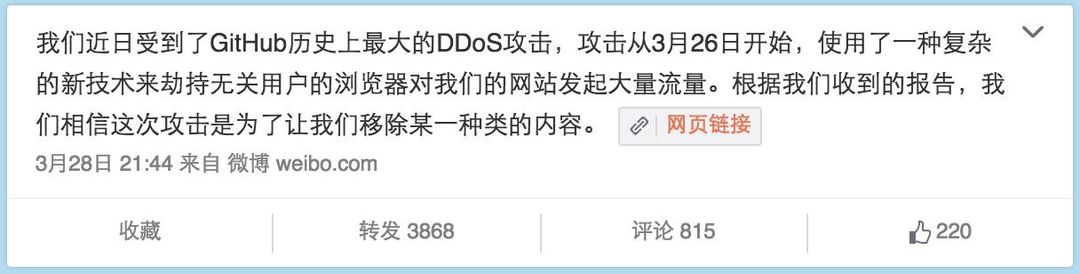 我们近日受到了GitHub历史上最大的DDoS攻击，攻击从3月26日开始，使用了一种复杂
的新技术来劫持无关用户的浏览器对我们的网站发起大量流量。根据我们收到的报告，我
们相信这次攻击是为了让我们移除某一种类的内容。 网页链接
3月28日 21:44 来自 微博 weibo.com
收藏 转发 3868 评论 815 220